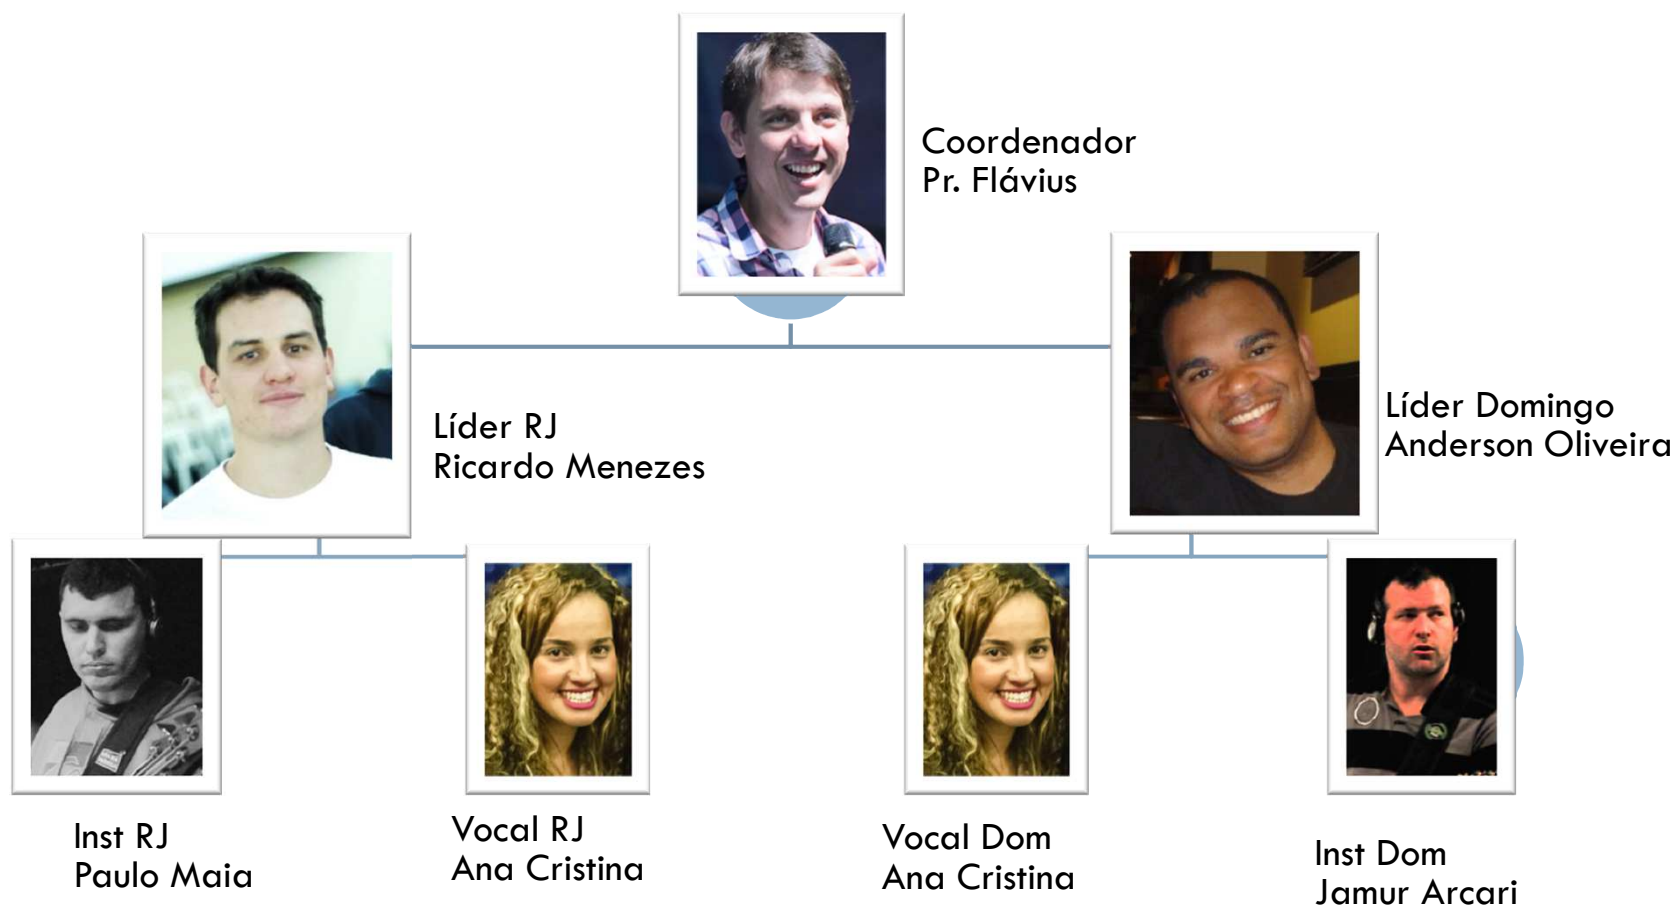 Coordenador
Pr. Flávius
Líder RJ
Ricardo Menezes
Líder Domingo
Anderson Oliveira
Inst RJ
Paulo Maia
Vocal RJ
Ana Cristina
Vocal Dom
Ana Cristina
Inst Dom
Jamur Arcari